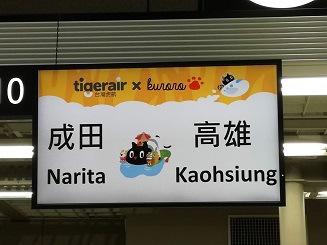 10
tigerair × kuroro
台灣虎航
成田 高雄
Narita Kaohsiung